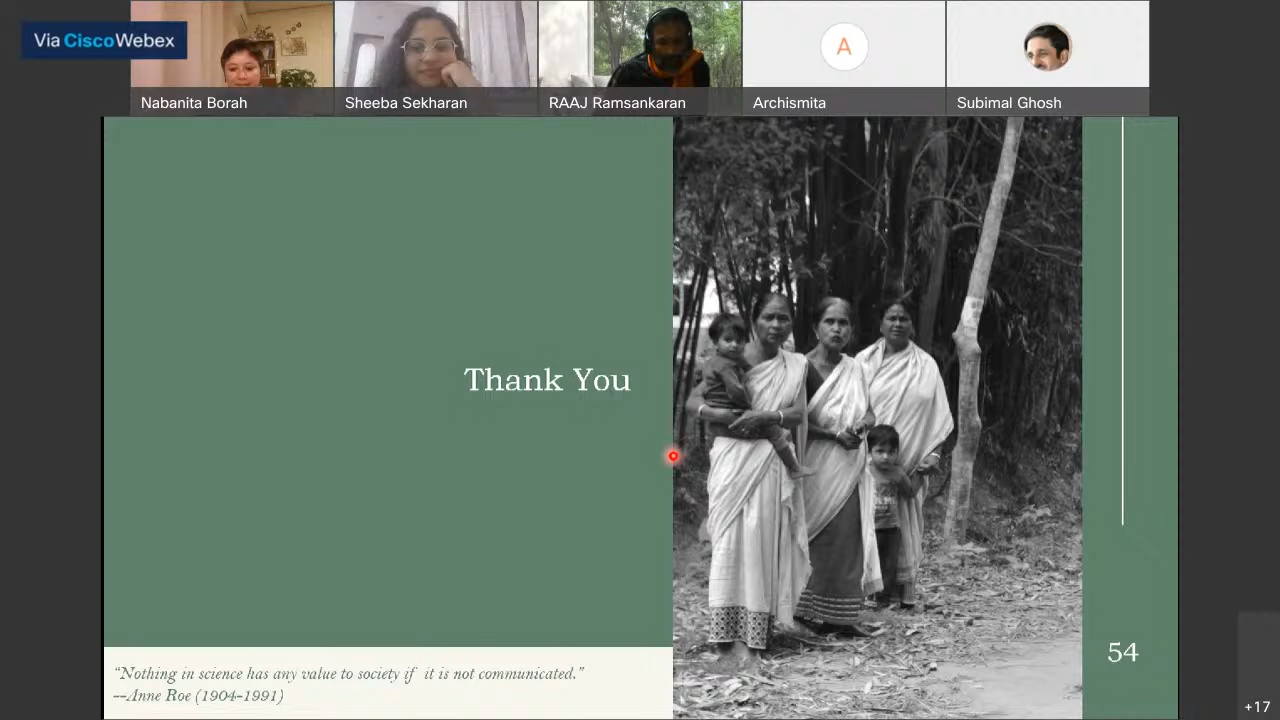 Via CiscoWebex
Nabanita Borah
Sheeba Sekharan
RAAJ Ramsankaran
A
Archismita
Subimal Ghosh
Thank You
“Nothing in science has any value to society if it is not communicated.”
--Anne Roe (1904-1991)
54
+17